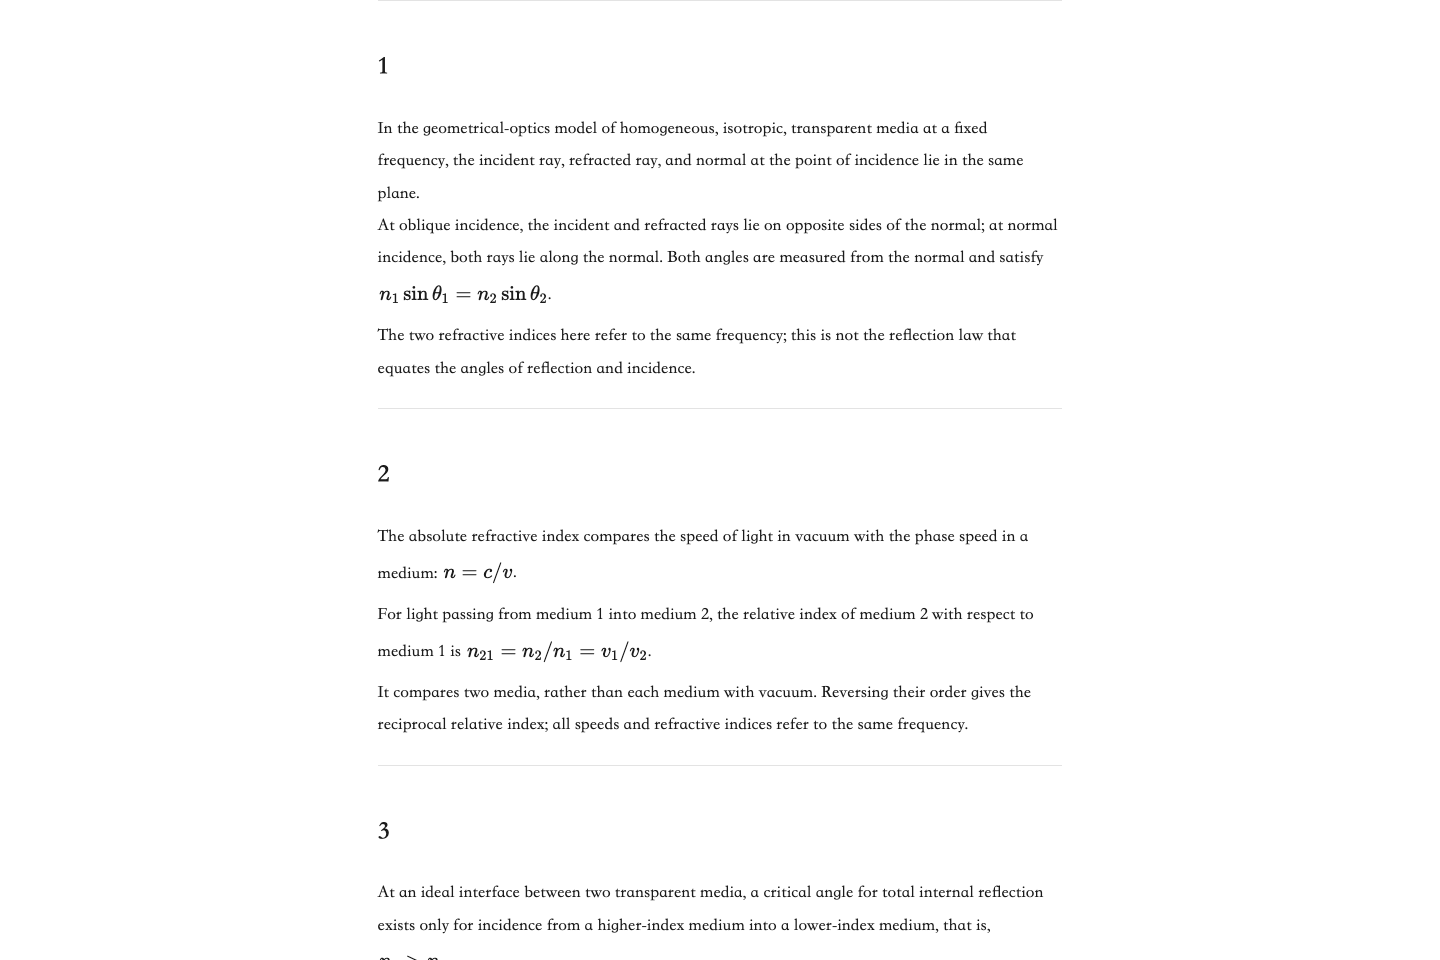 1
In the geometrical-optics model of homogeneous, isotropic, transparent media at a fixed
frequency, the incident ray, refracted ray, and normal at the point of incidence lie in the same
plane.
At oblique incidence, the incident and refracted rays lie on opposite sides of the normal; at normal
incidence, both rays lie along the normal. Both angles are measured from the normal and satisfy
n₁ sin θ₁ = n₂ sin θ₂.
The two refractive indices here refer to the same frequency; this is not the reflection law that
equates the angles of reflection and incidence.
2
The absolute refractive index compares the speed of light in vacuum with the phase speed in a
medium: n = c/v.
For light passing from medium 1 into medium 2, the relative index of medium 2 with respect to
medium 1 is n₂₁ = n₂/n₁ = v₁/v₂.
It compares two media, rather than each medium with vacuum. Reversing their order gives the
reciprocal relative index; all speeds and refractive indices refer to the same frequency.
3
At an ideal interface between two transparent media, a critical angle for total internal reflection
exists only for incidence from a higher-index medium into a lower-index medium, that is,